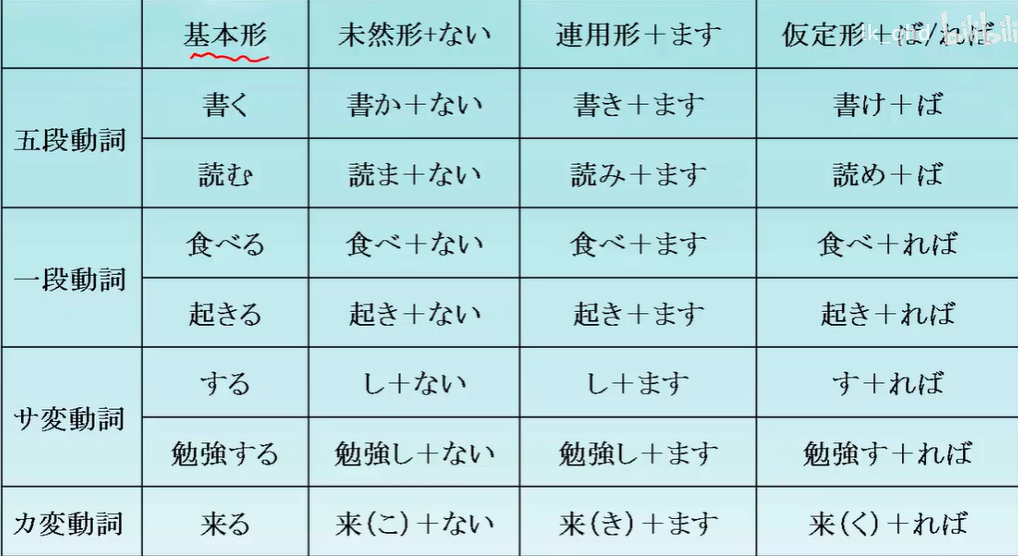 基本形 未然形+ない 連用形＋ます 仮定形＋ば/れば
五段動詞
書く 書か＋ない 書き＋ます 書け＋ば
読む 読ま＋ない 読み＋ます 読め＋ば
一段動詞
食べる 食べ＋ない 食べ＋ます 食べ＋れば
起きる 起き＋ない 起き＋ます 起き＋れば
サ変動詞
する し＋ない し＋ます す＋れば
勉強する 勉強し＋ない 勉強し＋ます 勉強す＋れば
カ変動詞 来る 来（こ）＋ない 来（き）＋ます 来（く）＋れば
bilibili